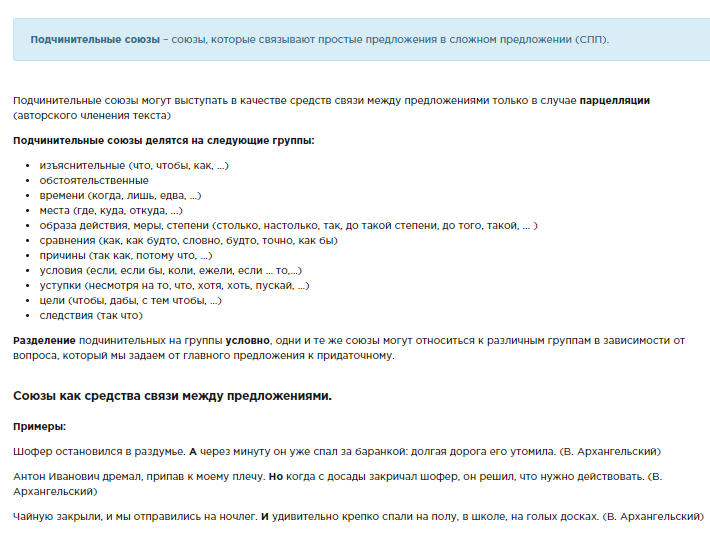 Подчинительные союзы – союзы, которые связывают простые предложения в сложном предложении (СПП).
Подчинительные союзы могут выступать в качестве средств связи между предложениями только в случае парцелляции
(авторского членения текста)
Подчинительные союзы делятся на следующие группы:
• изъяснительные (что, чтобы, как, ...)
• обстоятельственные
• времени (когда, лишь, едва, ...)
• места (где, куда, откуда, ...)
• образа действия, меры, степени (столько, настолько, так, до такой степени, до того, такой, ... )
• сравнения (как, как будто, словно, будто, точно, как бы)
• причины (так как, потому что, ...)
• условия (если, если бы, коли, ежели, если ... то,...)
• уступки (несмотря на то, что, хотя, хоть, пускай, ...)
• цели (чтобы, дабы, с тем чтобы, ...)
• следствия (так что)
Разделение подчинительных на группы условно, одни и те же союзы могут относиться к различным группам в зависимости от
вопроса, который мы задаем от главного предложения к придаточному.
Союзы как средства связи между предложениями.
Примеры:
Шофер остановился в раздумье. А через минуту он уже спал за баранкой: долгая дорога его утомила. (В. Архангельский)
Антон Иванович дремал, припав к моему плечу. Но когда с досады закричал шофер, он решил, что нужно действовать. (В.
Архангельский)
Чайную закрыли, и мы отправились на ночлег. И удивительно крепко спали на полу, в школе, на голых досках. (В. Архангельский)